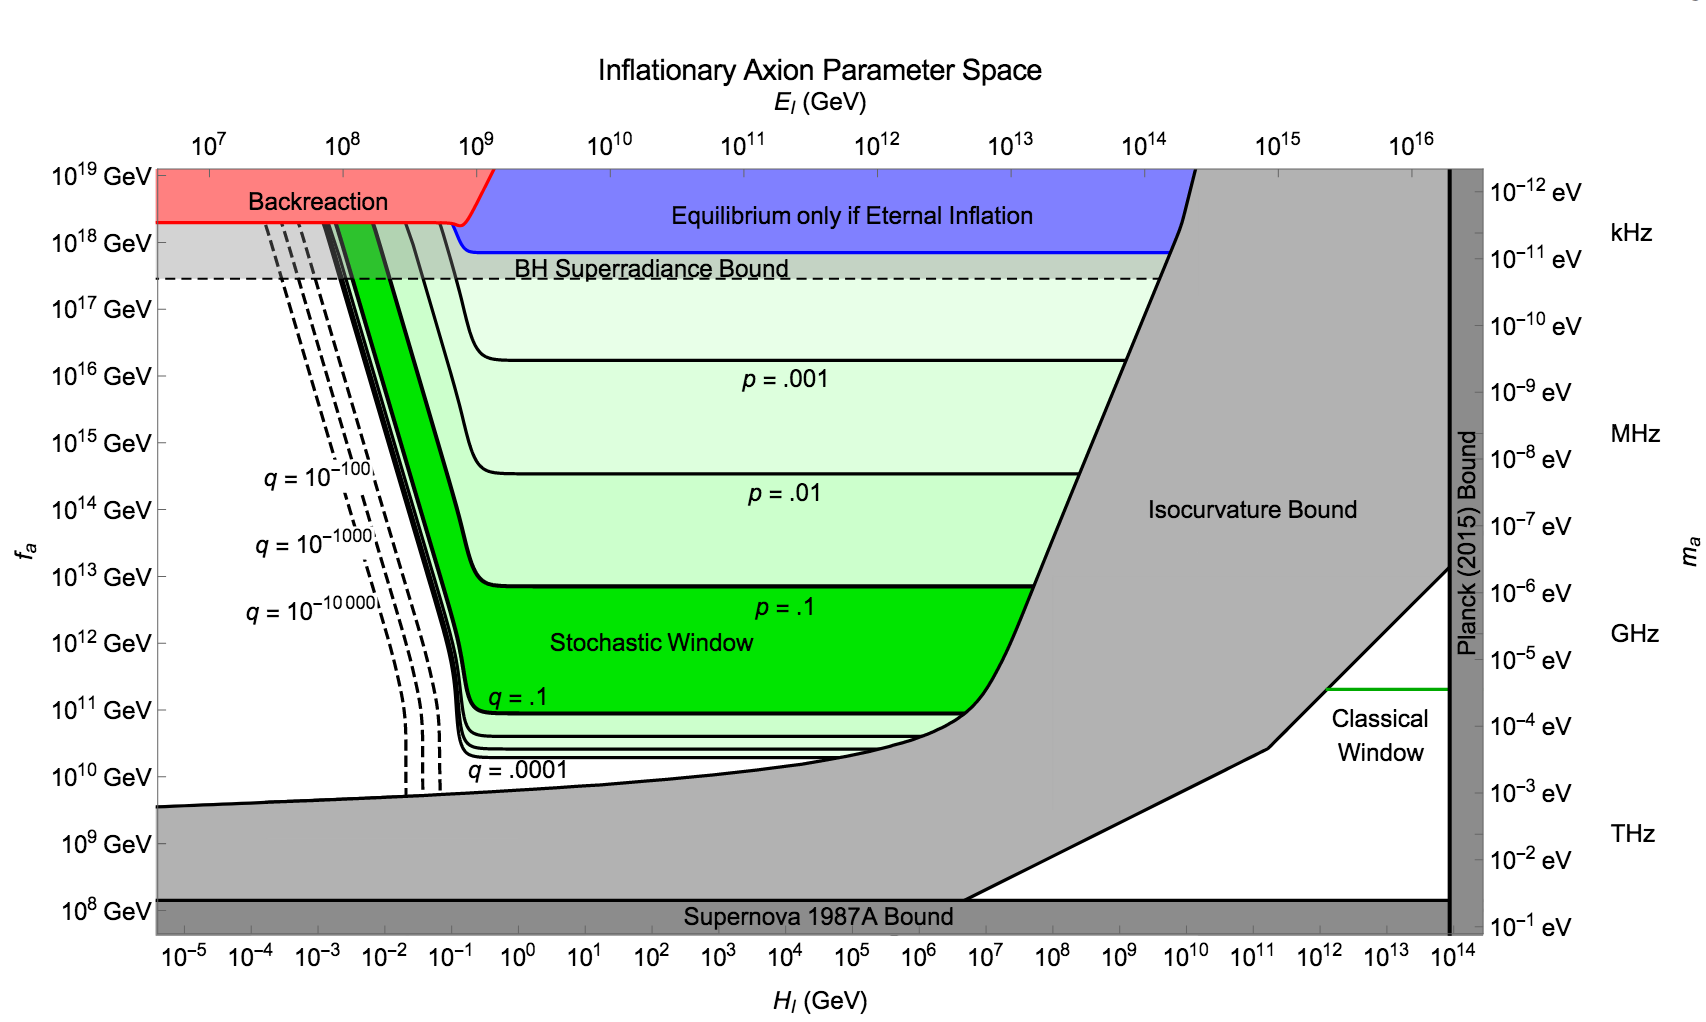 Inflationary Axion Parameter Space
E_I (GeV)
10^7 10^8 10^9 10^10 10^11 10^12 10^13 10^14 10^15 10^16
10^19 GeV
10^18 GeV
10^17 GeV
10^16 GeV
10^15 GeV
10^14 GeV
10^13 GeV
10^12 GeV
10^11 GeV
10^10 GeV
10^9 GeV
10^8 GeV
f_a
Backreaction
Equilibrium only if Eternal Inflation
BH Superradiance Bound
p = .001
p = .01
p = .1
q = 10^−100
q = 10^−1000
q = 10^−10 000
Stochastic Window
q = .1
q = .0001
Isocurvature Bound
Classical
Window
Supernova 1987A Bound
Planck (2015) Bound
10^−12 eV
10^−11 eV
10^−10 eV
10^−9 eV
10^−8 eV
10^−7 eV
10^−6 eV
10^−5 eV
10^−4 eV
10^−3 eV
10^−2 eV
10^−1 eV
kHz
MHz
GHz
THz
m_a
10^−5 10^−4 10^−3 10^−2 10^−1 10^0 10^1 10^2 10^3 10^4 10^5 10^6 10^7 10^8 10^9 10^10 10^11 10^12 10^13 10^14
H_I (GeV)